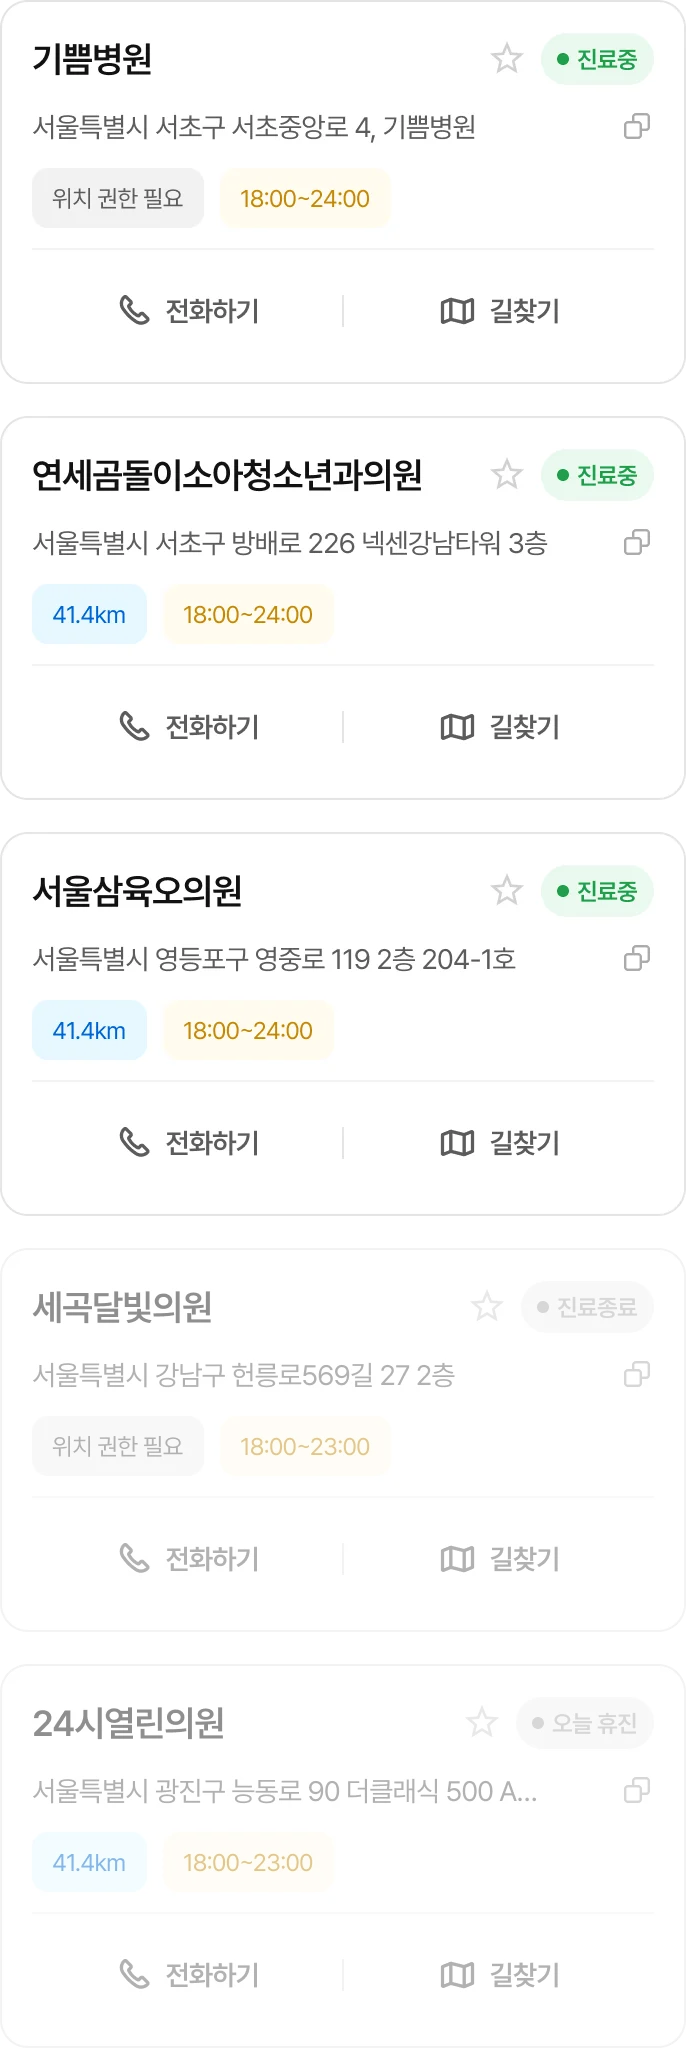 기쁨병원 진료중
서울특별시 서초구 서초중앙로 4, 기쁨병원
위치 권한 필요 18:00~24:00
전화하기 길찾기
연세곰돌이소아청소년과의원 진료중
서울특별시 서초구 방배로 226 넥센강남타워 3층
41.4km 18:00~24:00
전화하기 길찾기
서울삼육오의원 진료중
서울특별시 영등포구 영중로 119 2층 204-1호
41.4km 18:00~24:00
전화하기 길찾기
세곡달빛의원 진료종료
서울특별시 강남구 헌릉로569길 27 2층
위치 권한 필요 18:00~23:00
전화하기 길찾기
24시열린의원 오늘 휴진
서울특별시 광진구 능동로 90 더클래식 500 A...
41.4km 18:00~23:00
전화하기 길찾기